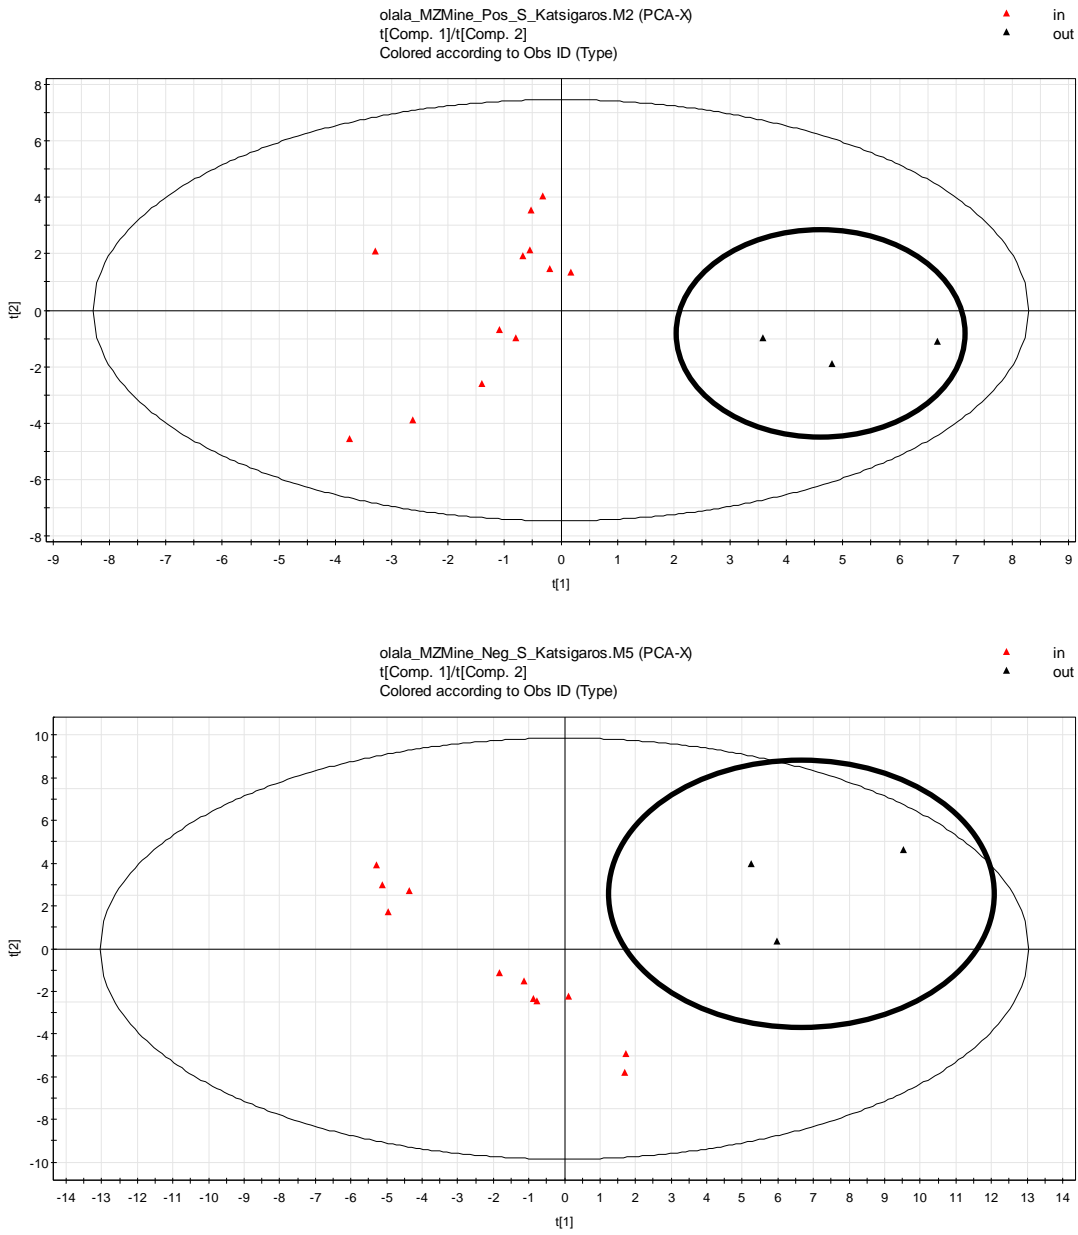 olala_MZMine_Pos_S_Katsigaros.M2 (PCA-X)
t[Comp. 1]/t[Comp. 2]
Colored according to Obs ID (Type)
in
out
8
6
4
2
0
-2
-4
-6
-8
t[2]
-9 -8 -7 -6 -5 -4 -3 -2 -1 0 1 2 3 4 5 6 7 8 9
t[1]
olala_MZMine_Neg_S_Katsigaros.M5 (PCA-X)
t[Comp. 1]/t[Comp. 2]
Colored according to Obs ID (Type)
in
out
10
8
6
4
2
0
-2
-4
-6
-8
-10
t[2]
-14 -13 -12 -11 -10 -9 -8 -7 -6 -5 -4 -3 -2 -1 0 1 2 3 4 5 6 7 8 9 10 11 12 13 14
t[1]